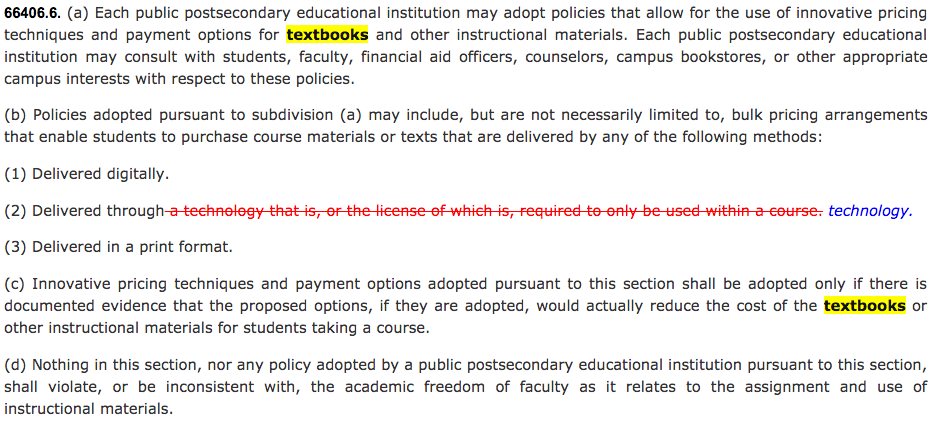 66406.6. (a) Each public postsecondary educational institution may adopt policies that allow for the use of innovative pricing
techniques and payment options for textbooks and other instructional materials. Each public postsecondary educational
institution may consult with students, faculty, financial aid officers, counselors, campus bookstores, or other appropriate
campus interests with respect to these policies.
(b) Policies adopted pursuant to subdivision (a) may include, but are not necessarily limited to, bulk pricing arrangements
that enable students to purchase course materials or texts that are delivered by any of the following methods:
(1) Delivered digitally.
(2) Delivered through a technology that is, or the license of which is, required to only be used within a course. technology.
(3) Delivered in a print format.
(c) Innovative pricing techniques and payment options adopted pursuant to this section shall be adopted only if there is
documented evidence that the proposed options, if they are adopted, would actually reduce the cost of the textbooks or
other instructional materials for students taking a course.
(d) Nothing in this section, nor any policy adopted by a public postsecondary educational institution pursuant to this section,
shall violate, or be inconsistent with, the academic freedom of faculty as it relates to the assignment and use of
instructional materials.